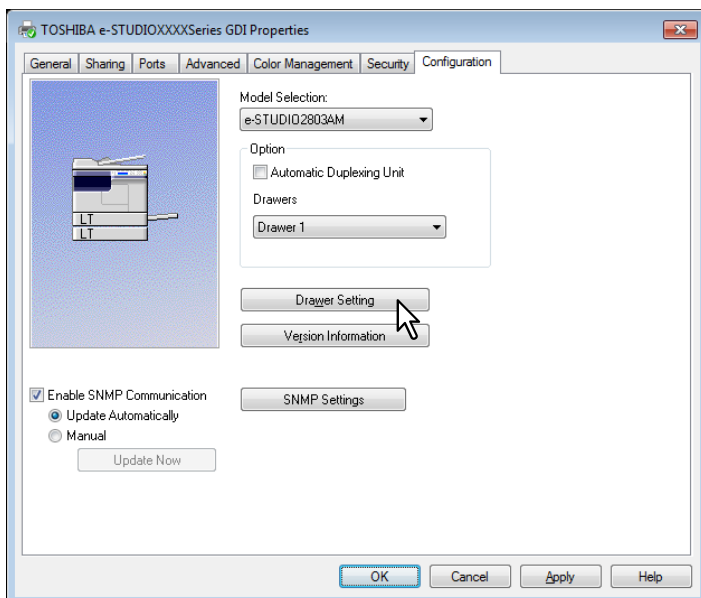 TOSHIBA e-STUDIOXXXXSeries GDI Properties
General Sharing Ports Advanced Color Management Security Configuration
Model Selection:
e-STUDIO2803AM
Option
Automatic Duplexing Unit
Drawers
Drawer 1
LT
LT
Drawer Setting
Version Information
Enable SNMP Communication
SNMP Settings
Update Automatically
Manual
Update Now
OK Cancel Apply Help